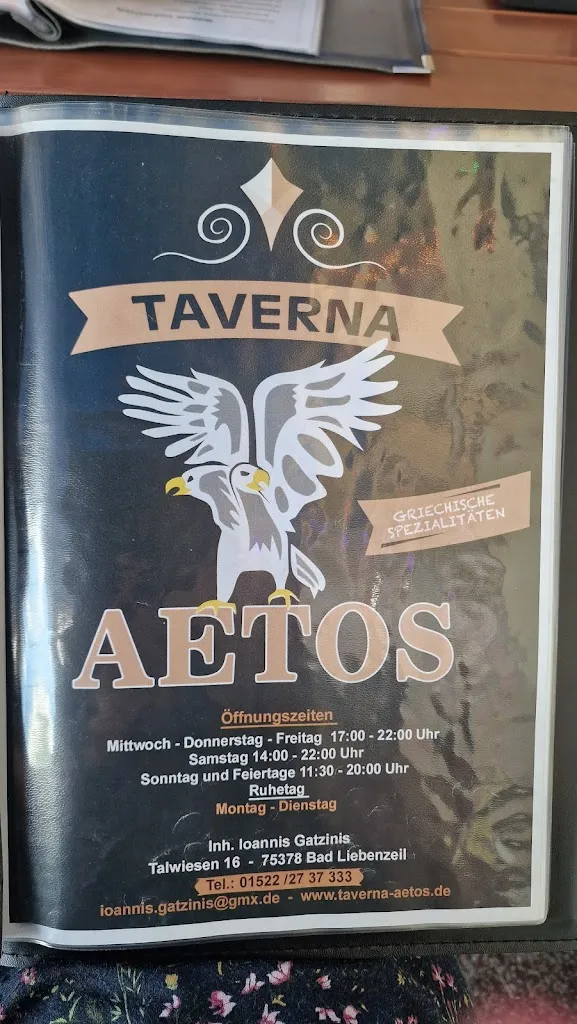 TAVERNA
GRIECHISCHE
SPEZIALITÄTEN
AETOS
Öffnungszeiten
Mittwoch - Donnerstag - Freitag 17:00 - 22:00 Uhr
Samstag 14:00 - 22:00 Uhr
Sonntag und Feiertage 11:30 - 20:00 Uhr
Ruhetag
Montag - Dienstag
Inh. Ioannis Gatzinis
Talwiesen 16 - 75378 Bad Liebenzell
Tel.: 01522 /27 37 333
ioannis.gatzinis@gmx.de - www.taverna-aetos.de